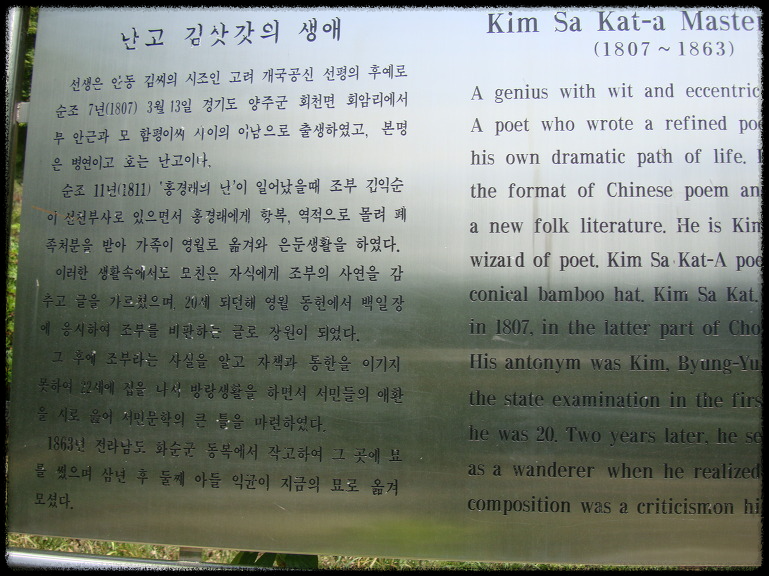 난고 김삿갓의 생애
선생은 안동 김씨의 시조인 고려 개국공신 선평의 후예로
순조 7년(1807) 3월 13일 경기도 양주군 회천면 회암리에서
부 안근과 모 함평이씨 사이의 이남으로 출생하였고, 본명
은 병연이고 호는 난고이다.
순조 11년(1811) '홍경래의 난'이 일어났을때 조부 김익순
이 선천부사로 있으면서 홍경래에게 항복, 역적으로 몰려 폐
족처분을 받아 가족이 영월로 옮겨와 은둔생활을 하였다.
이러한 생활속에서도 모친은 자식에게 조부의 사연을 감
추고 글을 가르쳤으며, 20세 되던해 영월 동헌에서 백일장
에 응시하여 조부를 비판하는 글로 장원이 되었다.
그 후에 조부라는 사실을 알고 자책과 통한을 이기지
못하여 22세에 집을 나서 방랑생활을 하면서 서민들의 애환
을 시로 읊어 서민문학의 큰 틀을 마련하였다.
1863년 전라남도 화순군 동복에서 작고하여 그 곳에 묘
를 썼으며 삼년 후 둘째 아들 익균이 지금의 묘로 옮겨
모셨다.
Kim Sa Kat-a Master
(1807~1863)
A genius with wit and eccentric
A poet who wrote a refined poe
his own dramatic path of life.
the format of Chinese poem an
a new folk literature. He is Kim
wizard of poet. Kim Sa Kat-A poe
conical bamboo hat. Kim Sa Kat.
in 1807, in the latter part of Cho
His antonym was Kim, Byung-Yu
the state examination in the firs
he was 20. Two years later, he se
as a wanderer when he realized
composition was a criticismon hi